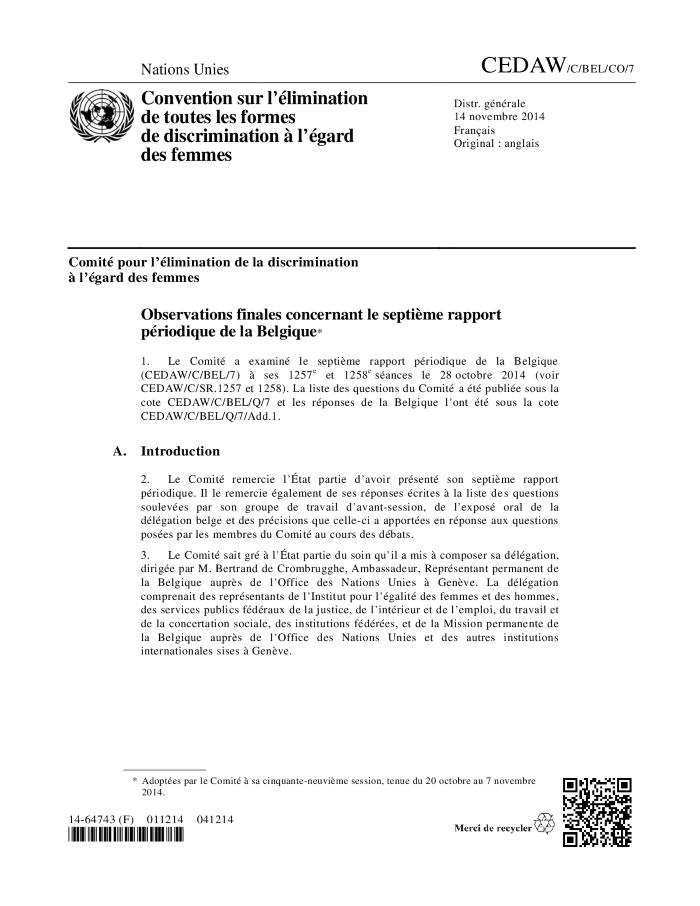 Nations Unies
CEDAW/C/BEL/CO/7
Convention sur l’élimination
de toutes les formes
de discrimination à l’égard
des femmes
Distr. générale
14 novembre 2014
Français
Original : anglais
Comité pour l’élimination de la discrimination
à l’égard des femmes
Observations finales concernant le septième rapport
périodique de la Belgique*
1. Le Comité a examiné le septième rapport périodique de la Belgique
(CEDAW/C/BEL/7) à ses 1257e et 1258e séances le 28 octobre 2014 (voir
CEDAW/C/SR.1257 et 1258). La liste des questions du Comité a été publiée sous la
cote CEDAW/C/BEL/Q/7 et les réponses de la Belgique l’ont été sous la cote
CEDAW/C/BEL/Q/7/Add.1.
A. Introduction
2. Le Comité remercie l’État partie d’avoir présenté son septième rapport
périodique. Il le remercie également de ses réponses écrites à la liste des questions
soulevées par son groupe de travail d’avant-session, de l’exposé oral de la
délégation belge et des précisions que celle-ci a apportées en réponse aux questions
posées par les membres du Comité au cours des débats.
3. Le Comité sait gré à l’État partie du soin qu’il a mis à composer sa délégation,
dirigée par M. Bertrand de Crombrugghe, Ambassadeur, Représentant permanent de
la Belgique auprès de l’Office des Nations Unies à Genève. La délégation
comprenait des représentants de l’Institut pour l’égalité des femmes et des hommes,
des services publics fédéraux de la justice, de l’intérieur et de l’emploi, du travail et
de la concertation sociale, des institutions fédérées, et de la Mission permanente de
la Belgique auprès de l’Office des Nations Unies et des autres institutions
internationales sises à Genève.
* Adoptées par le Comité à sa cinquante-neuvième session, tenue du 20 octobre au 7 novembre
2014.
14-64743 (F) 011214 041214
Merci de recycler